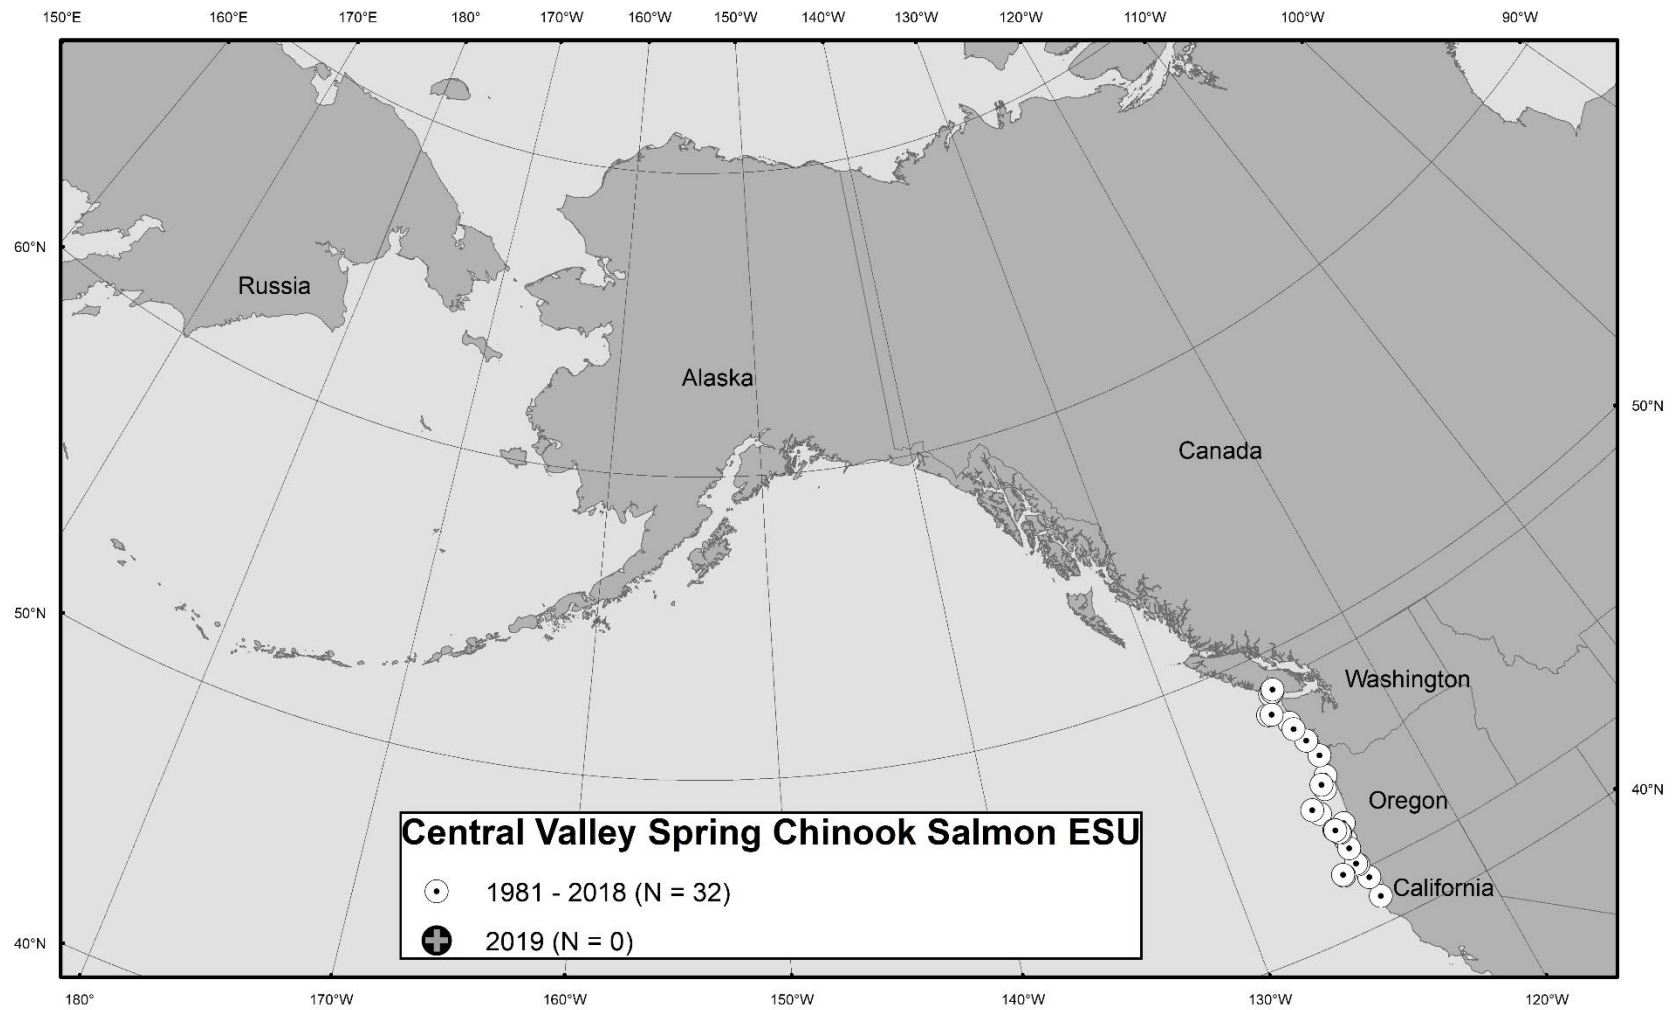 150°E 160°E 170°E 180° 170°W 160°W 150°W 140°W 130°W 120°W 110°W 100°W 90°W
60°N
Russia
Alaska
50°N
Canada
50°N
Washington
40°N
Oregon
Central Valley Spring Chinook Salmon ESU
California
1981 - 2018 (N = 32)
2019 (N = 0)
40°N
180° 170°W 160°W 150°W 140°W 130°W 120°W